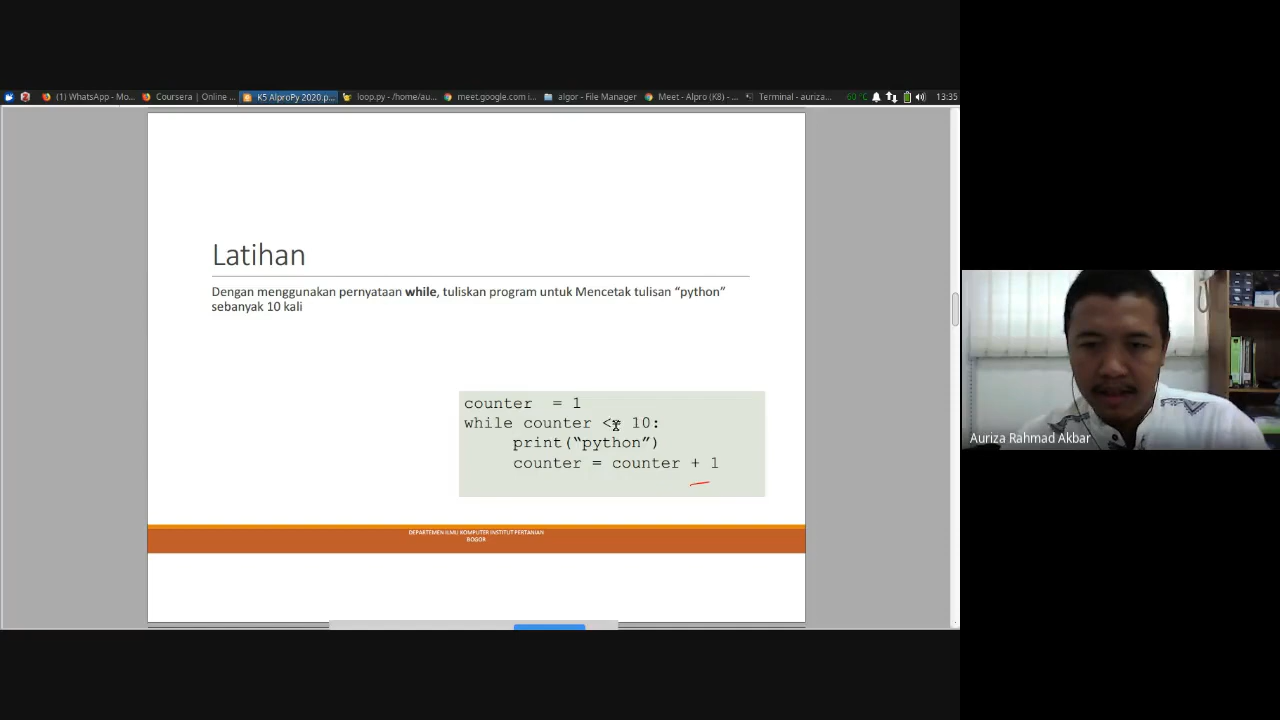 (1) WhatsApp - Mo...
Coursera | Online ...
K5 AlproPy 2020.p...
loop.py - /home/au...
meet.google.com i...
algor - File Manager
Meet - Alpro (K8) - ...
Terminal - auriza...
60 °C
13:35
Latihan
Dengan menggunakan pernyataan while, tuliskan program untuk Mencetak tulisan “python”
sebanyak 10 kali
counter = 1
while counter <= 10:
print(“python”)
counter = counter + 1
DEPARTEMEN ILMU KOMPUTER INSTITUT PERTANIAN
BOGOR
Auriza Rahmad Akbar